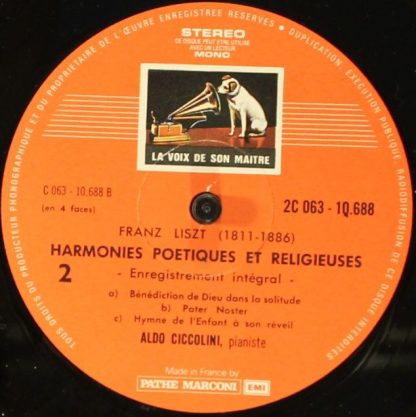 TOUS DROITS DU PRODUCTEUR PHONOGRAPHIQUE ET DU PROPRIETAIRE DE L'ŒUVRE ENREGISTREE RESERVES • DUPLICATION, EXECUTION PUBLIQUE, RADIODIFFUSION DE CE DISQUE INTERDITES
STEREO
CE DISQUE PEUT ETRE UTILISE
AVEC UN LECTEUR
MONO
LA VOIX DE SON MAITRE
C 063 - 10.688 B
(en 4 faces)
2C 063 - 10.688
FRANZ LISZT (1811-1886)
HARMONIES POETIQUES ET RELIGIEUSES
2
- Enregistrement intégral -
a) Bénédiction de Dieu dans la solitude
b) Pater Noster
c) Hymne de l'Enfant à son réveil
ALDO CICCOLINI, pianiste
Made in France by
PATHE MARCONI EMI